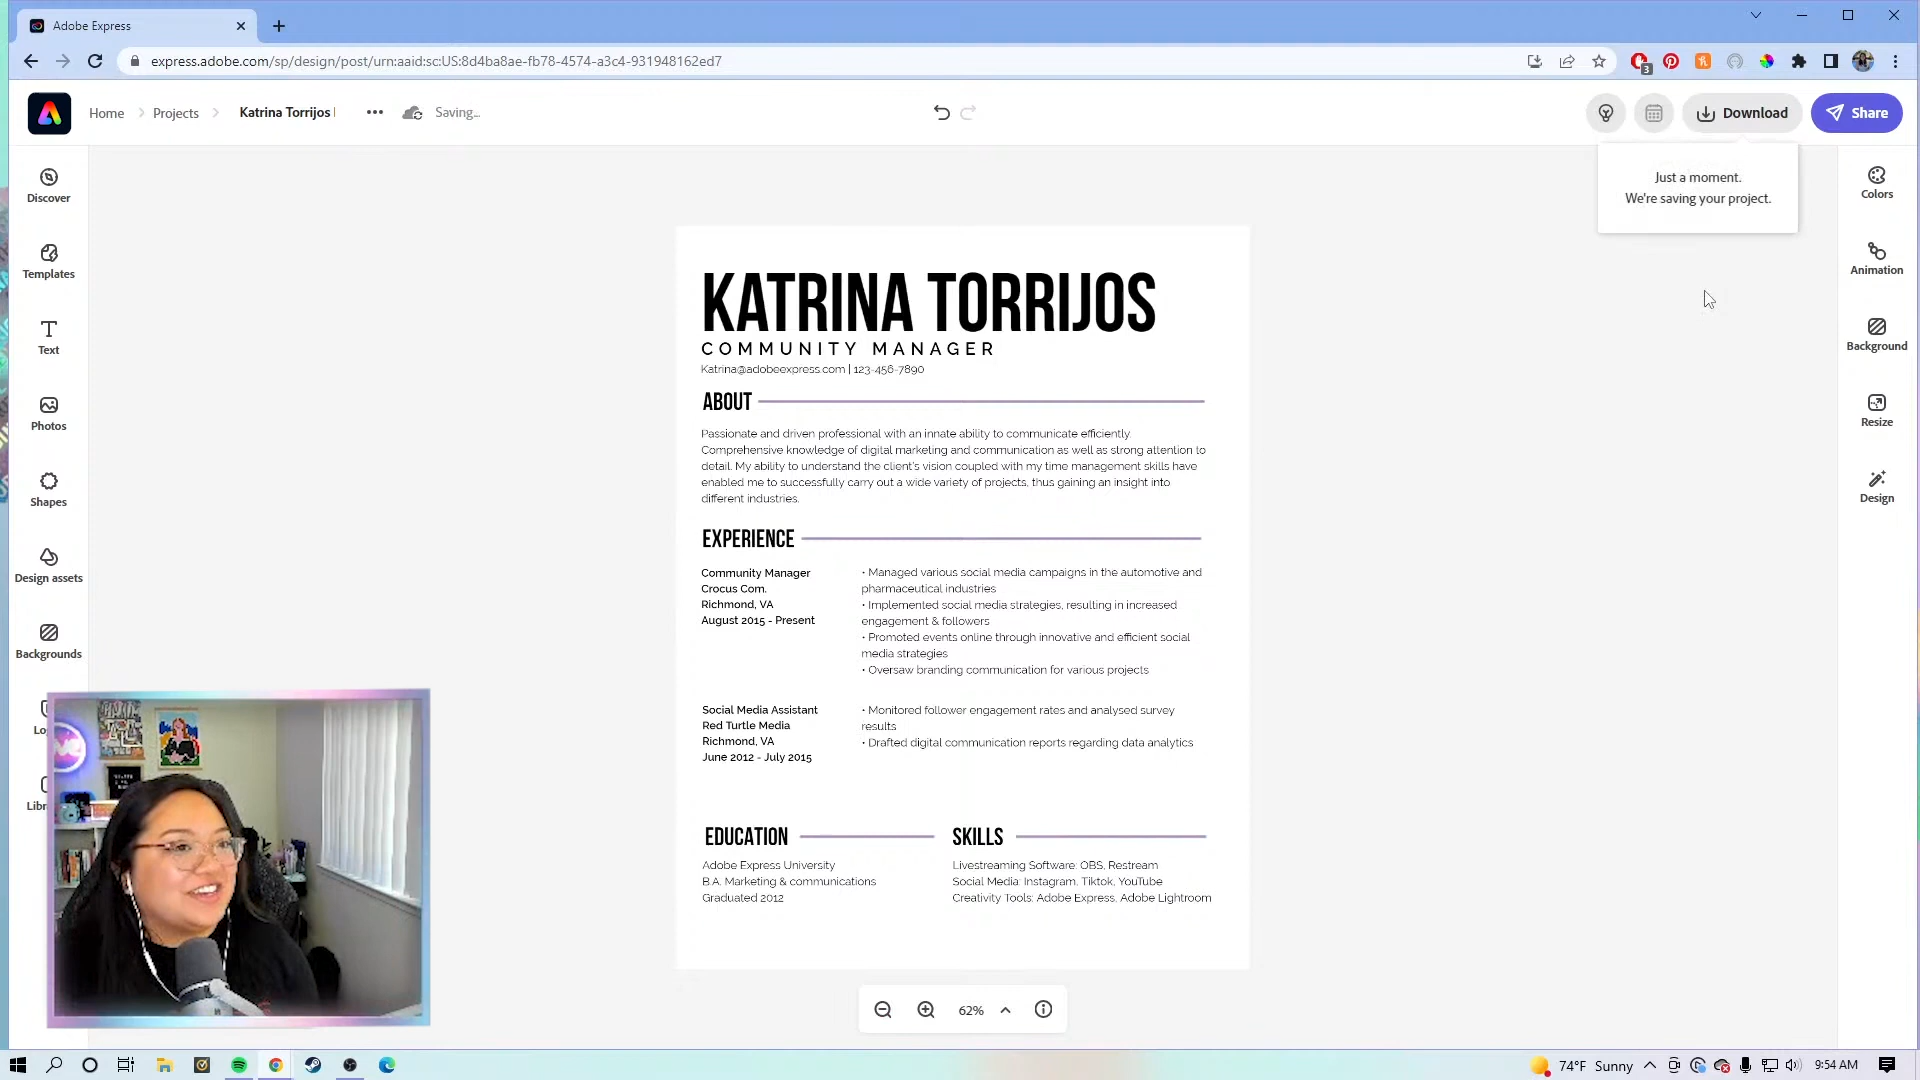 Adobe Express
express.adobe.com/sp/design/post/urn:aaid:sc:US:8d4ba8ae-fb78-4574-a3c4-931948162ed7
3
Home
Projects
Katrina Torrijos
Saving...
Download
Share
Just a moment.
We're saving your project.
Discover
Templates
Text
Photos
Shapes
Design assets
Backgrounds
Lo
Libr
Colors
Animation
Background
Resize
Design
KATRINA TORRIJOS
COMMUNITY MANAGER
Katrina@adobeexpress.com | 123-456-7890
ABOUT
Passionate and driven professional with an innate ability to communicate efficiently.
Comprehensive knowledge of digital marketing and communication as well as strong attention to
detail. My ability to understand the client's vision coupled with my time management skills have
enabled me to successfully carry out a wide variety of projects, thus gaining an insight into
different industries.
EXPERIENCE
Community Manager
Crocus Com.
Richmond, VA
August 2015 - Present
• Managed various social media campaigns in the automotive and
pharmaceutical industries
• Implemented social media strategies, resulting in increased
engagement & followers
• Promoted events online through innovative and efficient social
media strategies
• Oversaw branding communication for various projects
Social Media Assistant
Red Turtle Media
Richmond, VA
June 2012 - July 2015
• Monitored follower engagement rates and analysed survey
results
• Drafted digital communication reports regarding data analytics
EDUCATION
Adobe Express University
B.A. Marketing & communications
Graduated 2012
SKILLS
Livestreaming Software: OBS, Restream
Social Media: Instagram, Tiktok, YouTube
Creativity Tools: Adobe Express, Adobe Lightroom
62%
74°F Sunny
9:54 AM